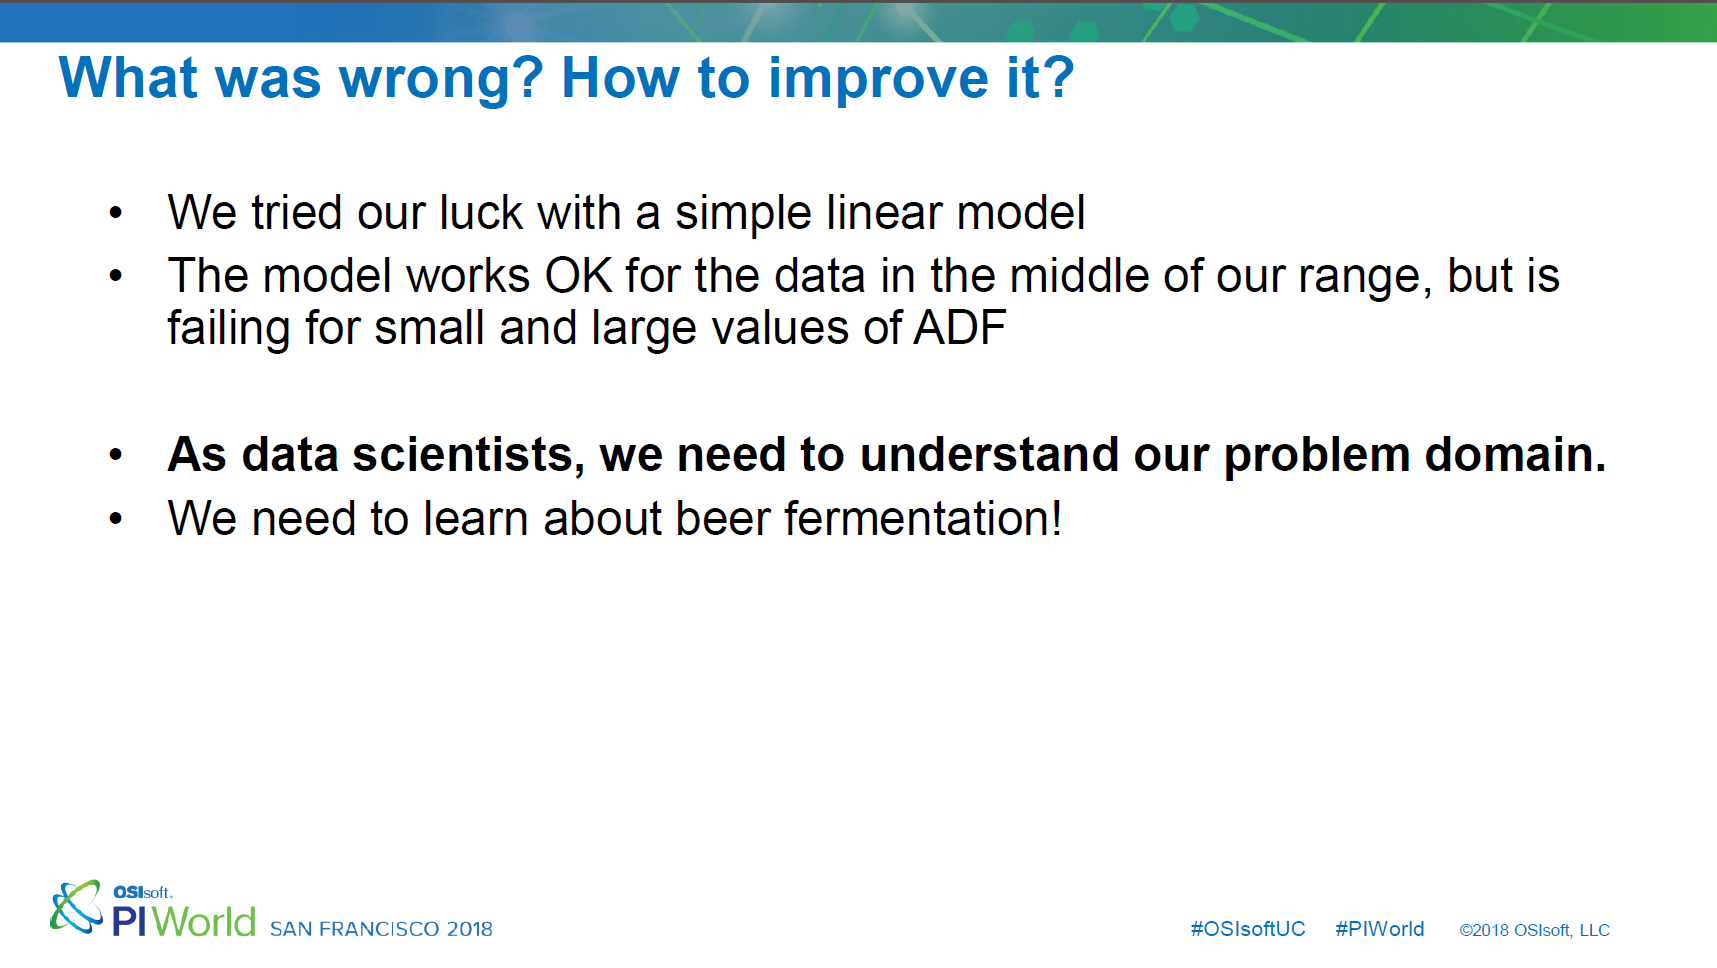 What was wrong? How to improve it?
• We tried our luck with a simple linear model
• The model works OK for the data in the middle of our range, but is
failing for small and large values of ADF
• As data scientists, we need to understand our problem domain.
• We need to learn about beer fermentation!
OSIsoft.
PI World SAN FRANCISCO 2018
#OSIsoftUC #PIWorld ©2018 OSIsoft, LLC